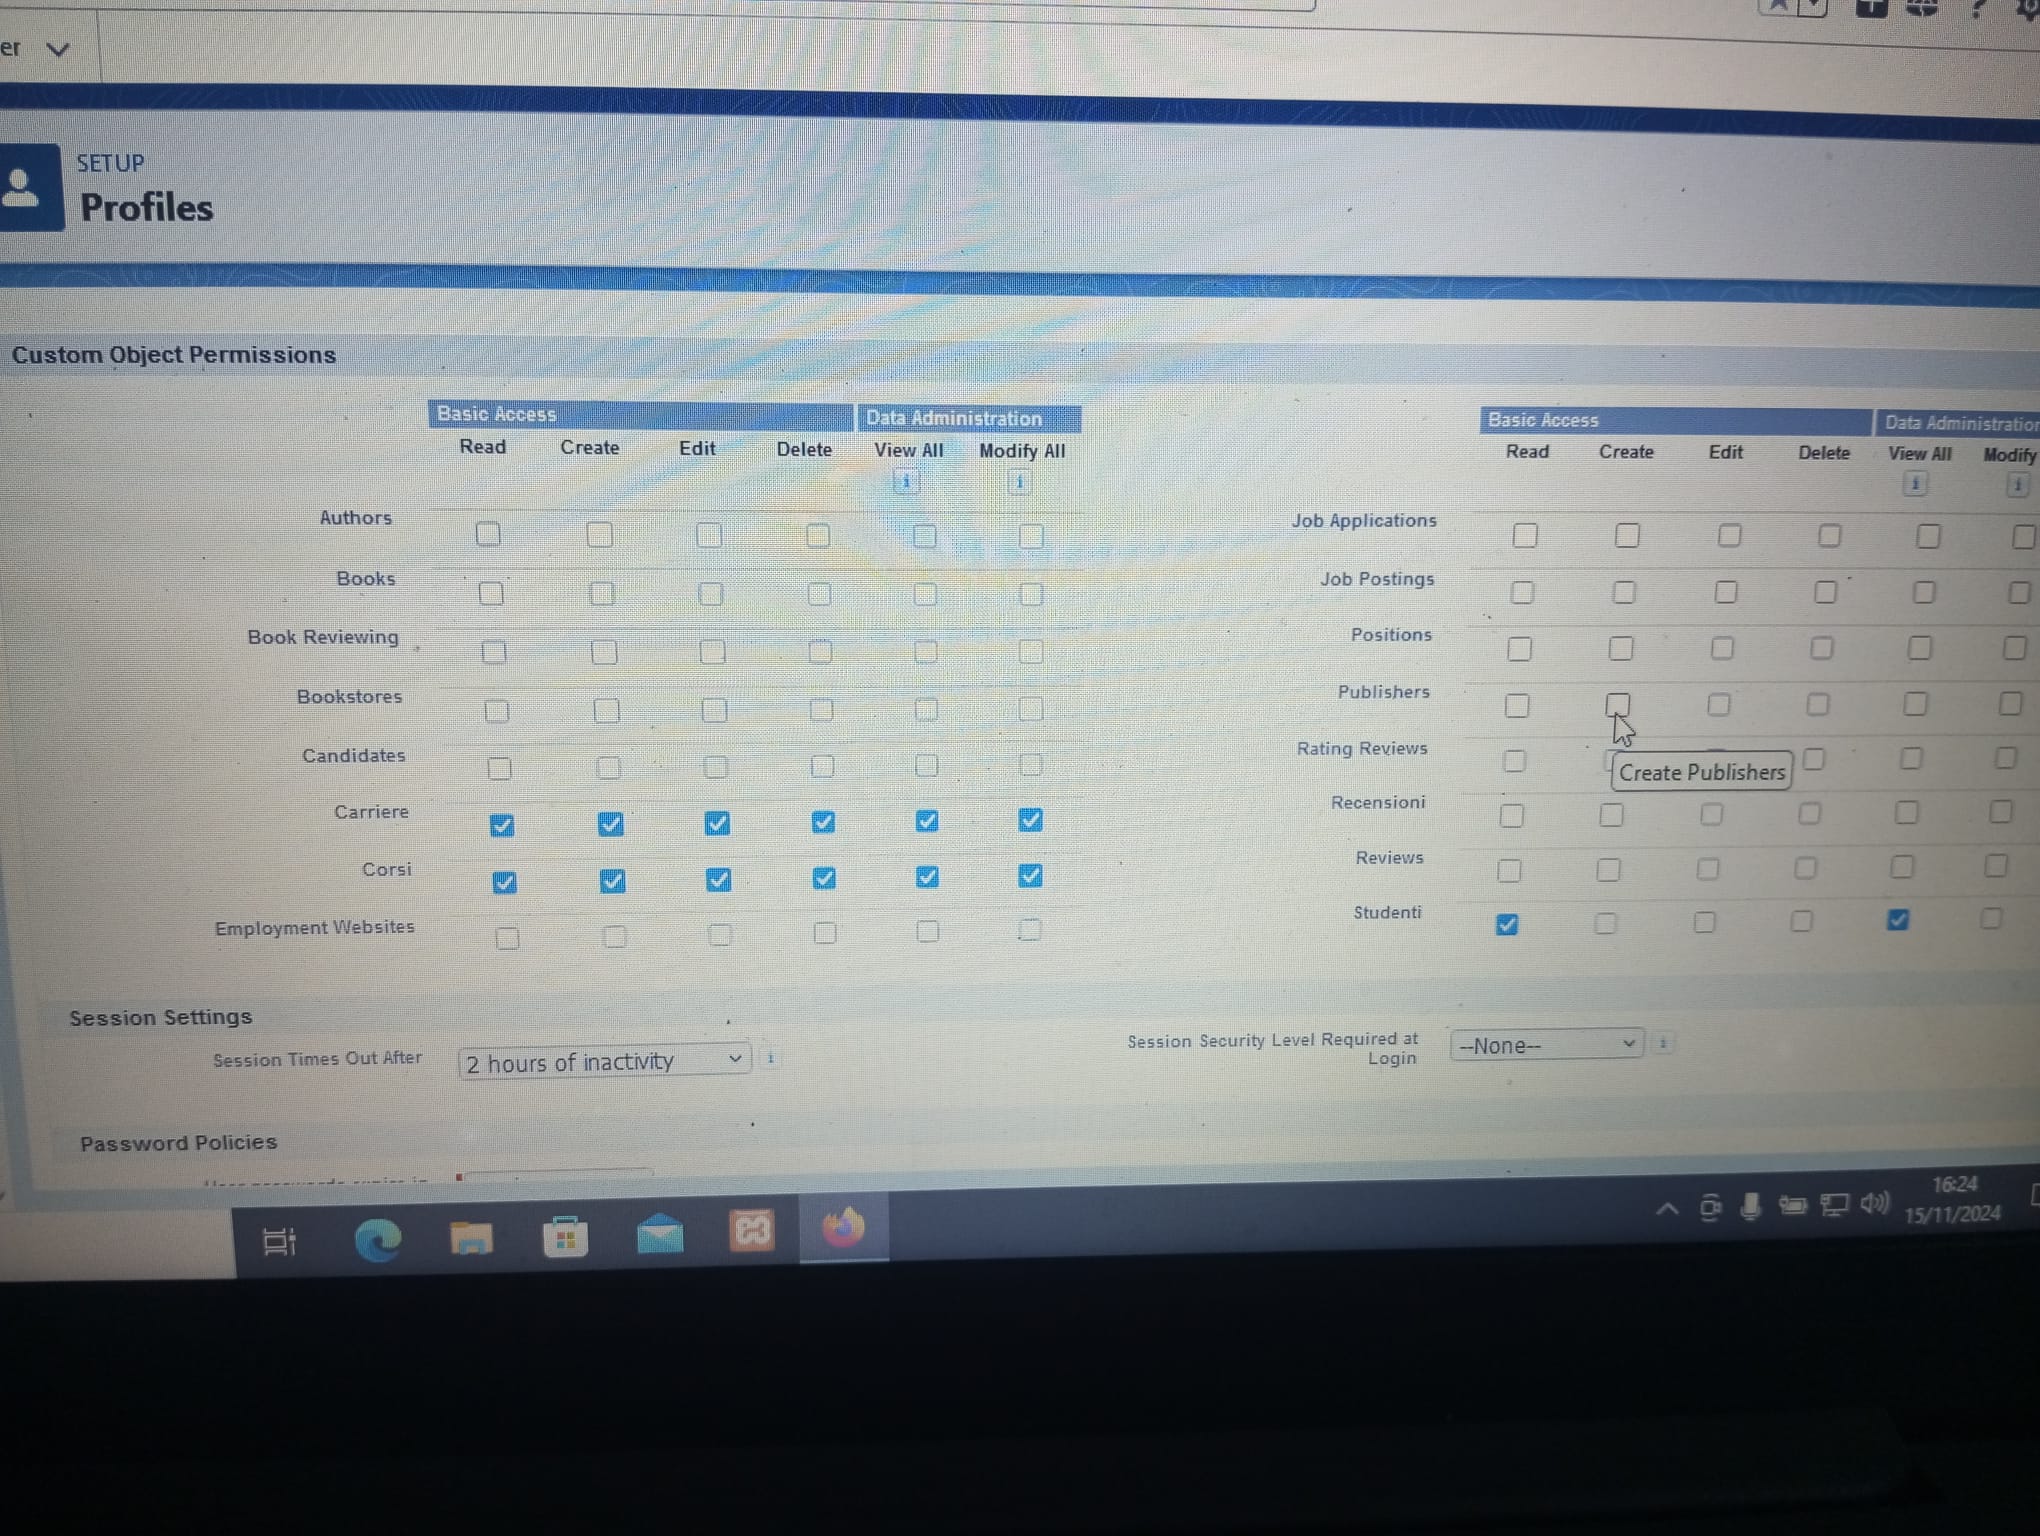 er
SETUP
Profiles
Custom Object Permissions
Basic Access Data Administration
Read Create Edit Delete View All Modify All
Authors
Books
Book Reviewing
Bookstores
Candidates
Carriere
Corsi
Employment Websites
Basic Access Data Administration
Read Create Edit Delete View All Modify
Job Applications
Job Postings
Positions
Publishers
Rating Reviews
Create Publishers
Recensioni
Reviews
Studenti
Session Settings
Session Times Out After 2 hours of inactivity
Session Security Level Required at
Login
--None--
Password Policies
16:24
15/11/2024